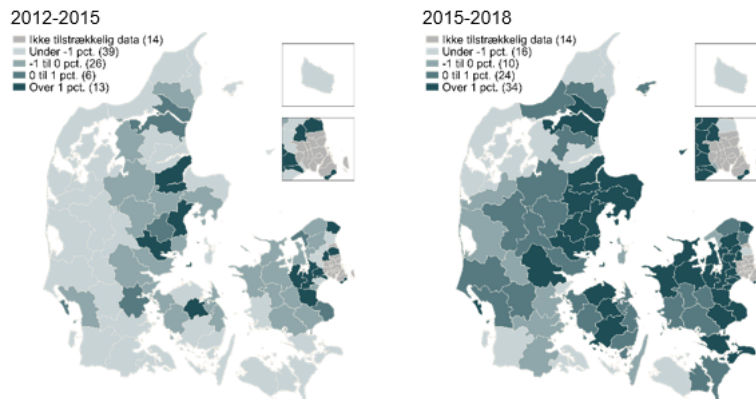 2012-2015
Ikke tilstrækkelig data (14)
Under -1 pct. (39)
-1 til 0 pct. (26)
0 til 1 pct. (6)
Over 1 pct. (13)
2015-2018
Ikke tilstrækkelig data (14)
Under -1 pct. (16)
-1 til 0 pct. (10)
0 til 1 pct. (24)
Over 1 pct. (34)